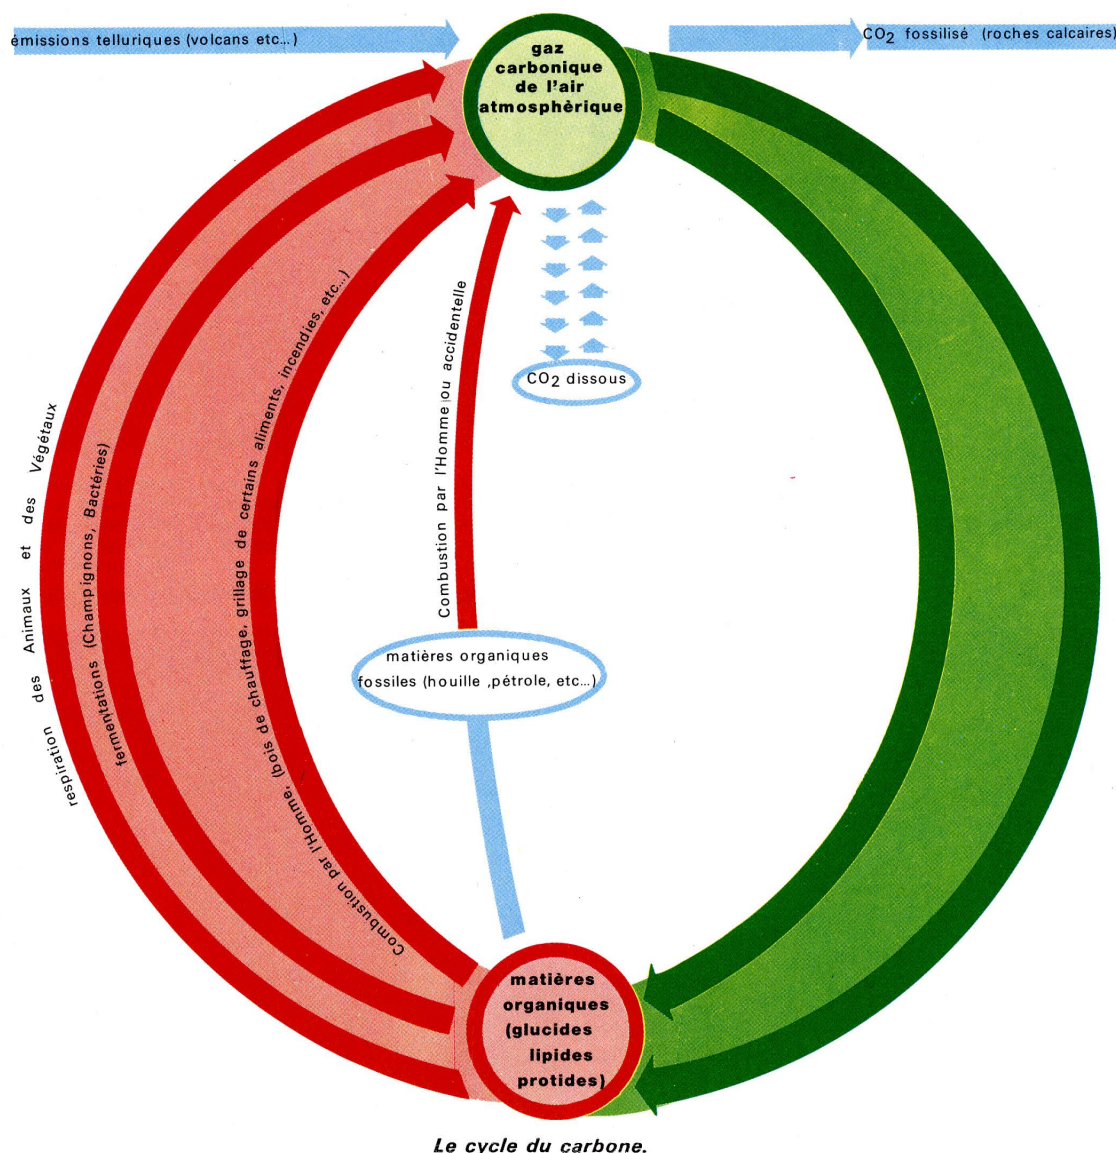 émissions telluriques (volcans etc...)
gaz
carbonique
de l'air
atmosphèrique
CO2 fossilisé (roches calcaires)
CO2 dissous
respiration des Animaux et des Végétaux
fermentations (Champignons, Bactéries)
Combustion par l'Homme, (bois de chauffage, grillage de certains aliments, incendies, etc...)
Combustion par l'Homme ou accidentelle
matières organiques
fossiles (houille ,pétrole, etc...)
matières
organiques
(glucides
lipides
protides)
Le cycle du carbone.